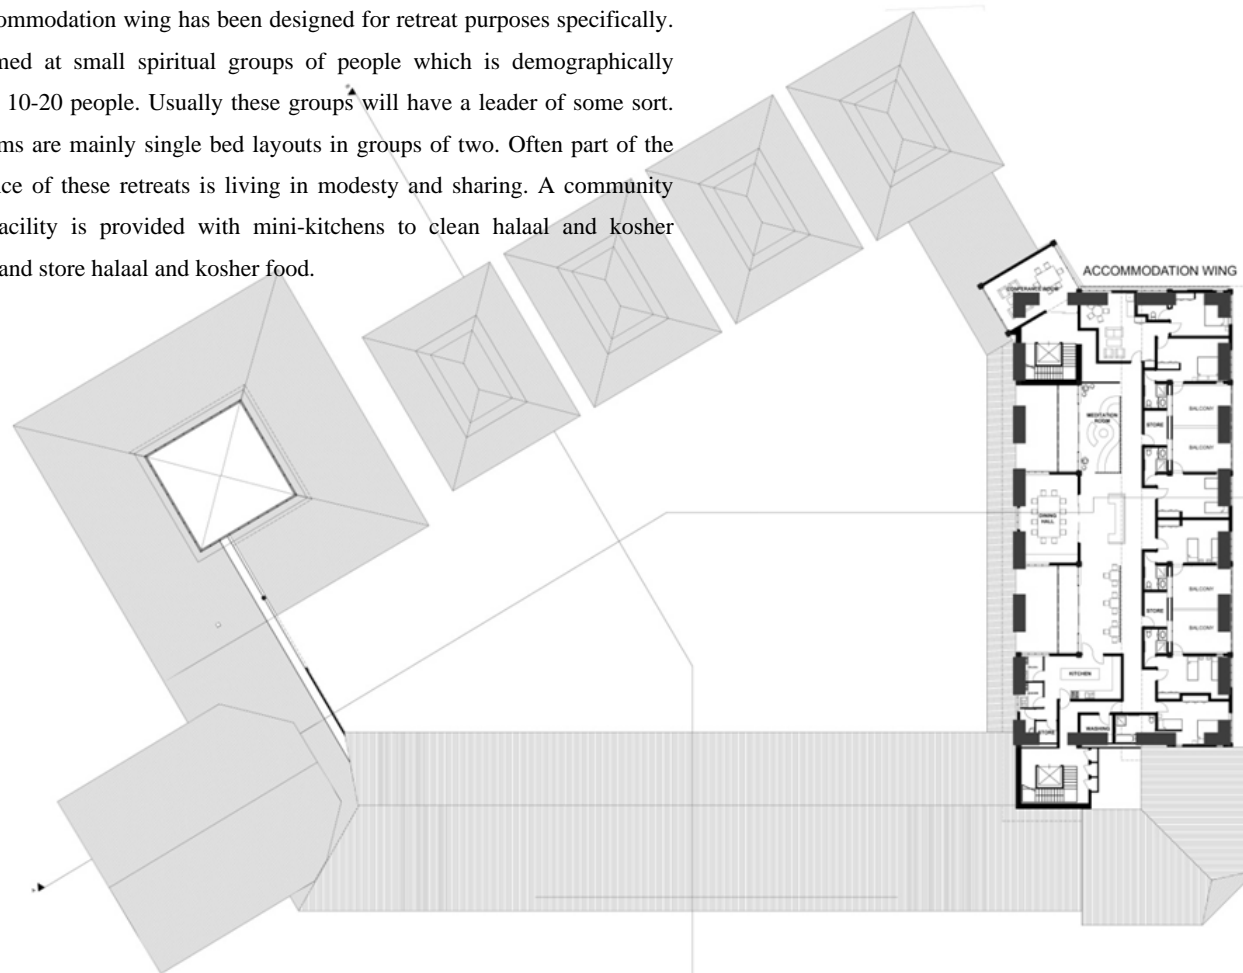 ommodation wing has been designed for retreat purposes specifically.
med at small spiritual groups of people which is demographically
10-20 people. Usually these groups will have a leader of some sort.
ms are mainly single bed layouts in groups of two. Often part of the
ce of these retreats is living in modesty and sharing. A community
acility is provided with mini-kitchens to clean halaal and kosher
and store halaal and kosher food.
ACCOMMODATION WING
ROOM
BALCONY
MEDITATION
ROOM
STORE
BALCONY
DINING
HALL
BALCONY
STORE
BALCONY
KITCHEN
STORE
WASHING